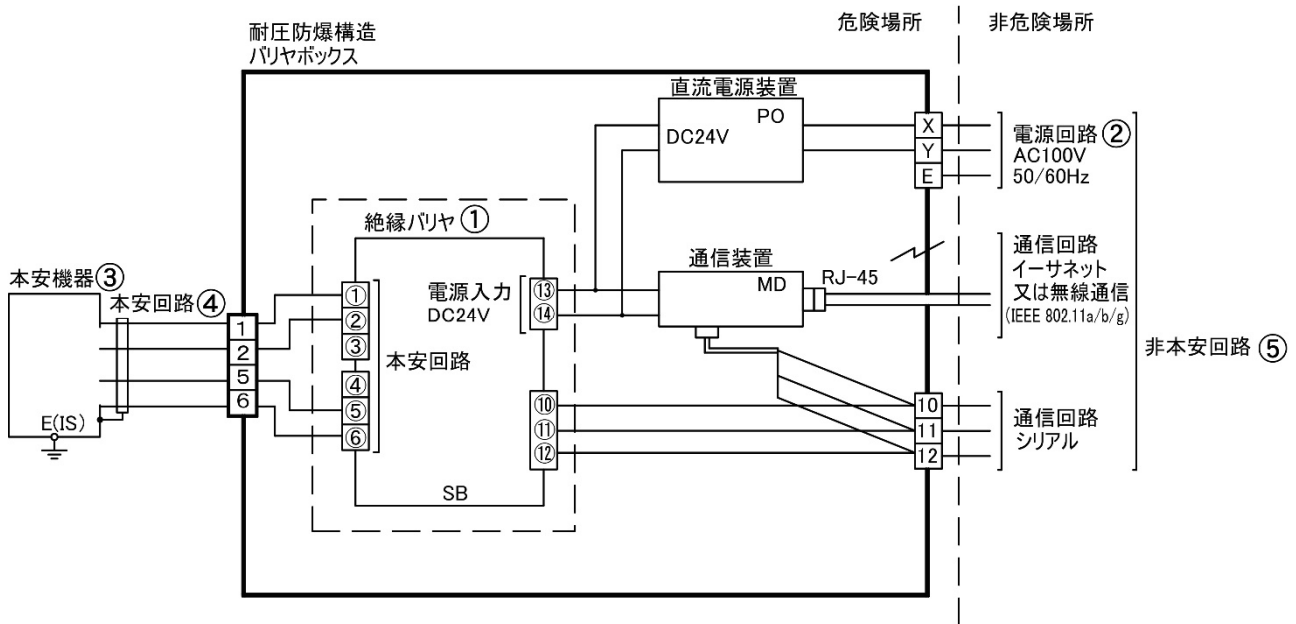 危険場所
非危険場所
耐圧防爆構造
バリヤボックス
直流電源装置
PO
DC24V
X
Y
E
電源回路②
AC100V
50/60Hz
絶縁バリヤ①
本安機器③
本安回路④
E(IS)
1
2
5
6
①
②
③
④
⑤
⑥
本安回路
電源入力
DC24V
⑬
⑭
⑩
⑪
⑫
SB
通信装置
MD
RJ-45
通信回路
イーサネット
又は無線通信
(IEEE 802.11a/b/g)
非本安回路⑤
10
11
12
通信回路
シリアル